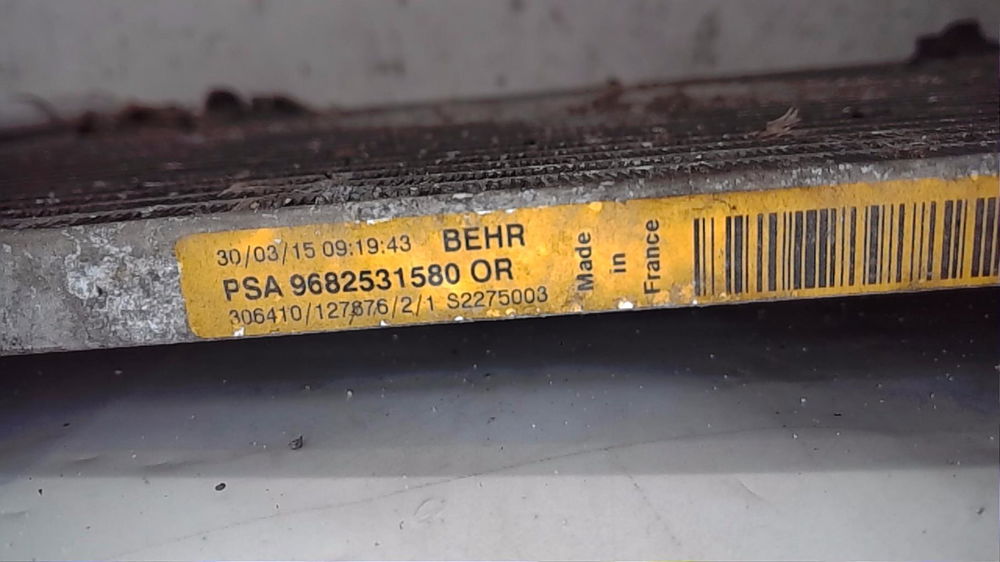 30/03/15 09:19:43 BEHR
PSA 9682531580 OR
306410/127876/2/1 S2275003
Made
in
France